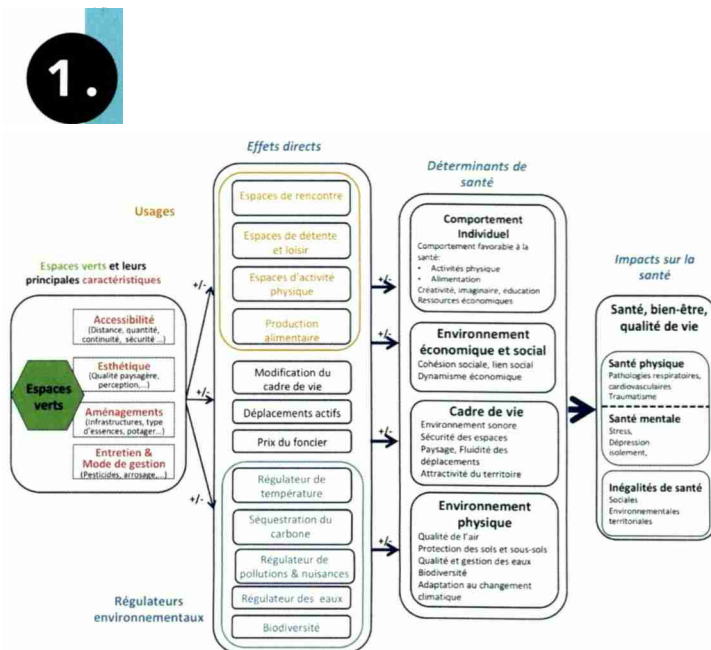 1.
Effets directs
Usages
Espaces de rencontre
Espaces de détente
et loisir
Espaces d'activité
physique
Production
alimentaire
Modification du
cadre de vie
Déplacements actifs
Prix du foncier
Régulateur de
température
Séquestration du
carbone
Régulateur de
pollutions & nuisances
Régulateur des eaux
Biodiversité
Régulateurs
environnementaux
Espaces verts et leurs
principales caractéristiques
Espaces
verts
Accessibilité
(Distance, quantité,
continuité, sécurité ...)
Esthétique
(Qualité paysagère,
perception,...)
Aménagements
(Infrastructures, type
d'essences, potager...)
Entretien &
Mode de gestion
(Pesticides, arrosage,...)
+/-
+/-
+/-
Déterminants de
santé
+/-
+/-
+/-
+/-
Comportement
Individuel
Comportement favorable à la
santé:
• Activités physique
• Alimentation
Créativité, imaginaire, éducation
Ressources économiques
Environnement
économique et social
Cohésion sociale, lien social
Dynamisme économique
Cadre de vie
Environnement sonore
Sécurité des espaces
Paysage, Fluidité des
déplacements
Attractivité du territoire
Environnement
physique
Qualité de l'air
Protection des sols et sous-sols
Qualité et gestion des eaux
Biodiversité
Adaptation au changement
climatique
Impacts sur la
santé
Santé, bien-être,
qualité de vie
Santé physique
Pathologies respiratoires,
cardiovasculaires
Traumatisme
Santé mentale
Stress,
Dépression
isolement,
Inégalités de santé
Sociales
Environnementales
territoriales